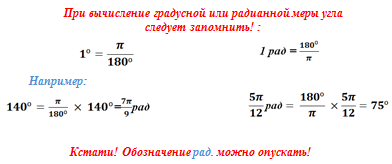 При вычисление градусной или радианной меры угла
следует запомнить! :
1° = π/180°
1 рад = 180°/π
Например:
140° = π/180° × 140°=7π/9 рад
5π/12 рад = 180°/π × 5π/12 = 75°
Кстати! Обозначение рад. можно опускать!